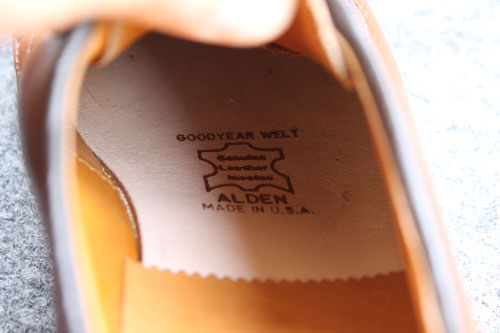 GOODYEAR WELT
Genuine
Leather
Insoles
ALDEN
MADE IN U.S.A.